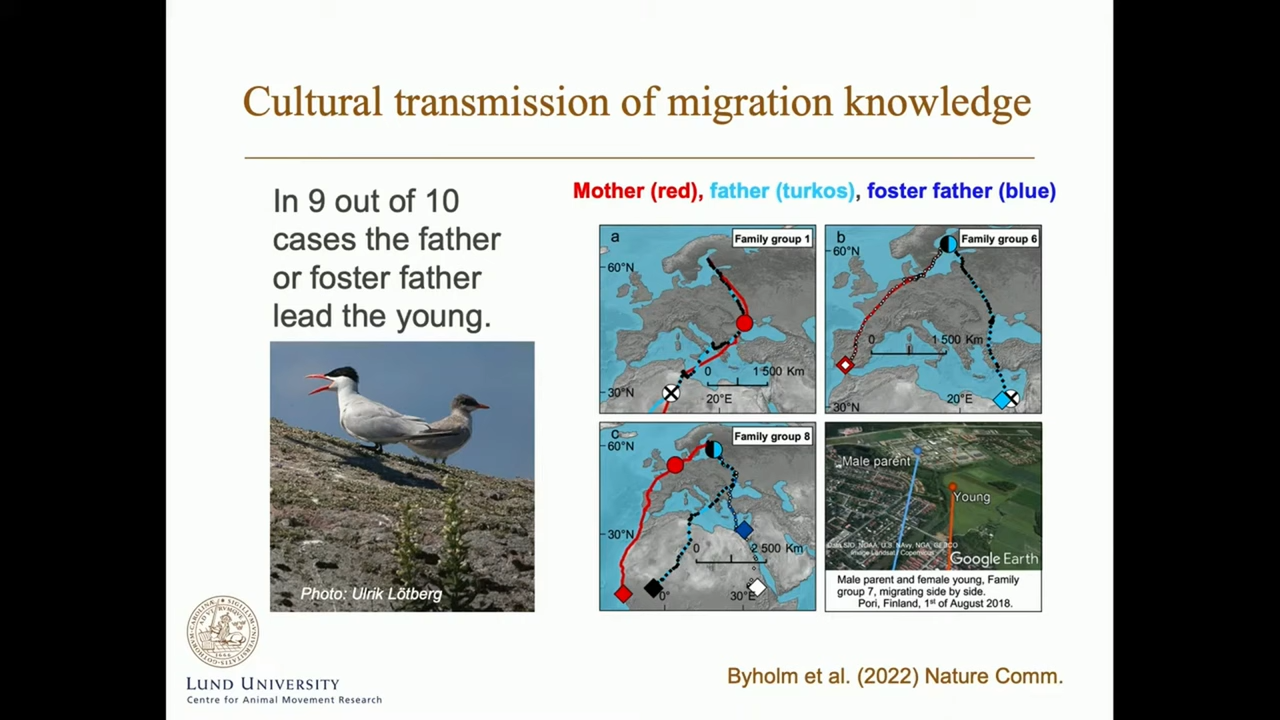 Cultural transmission of migration knowledge
In 9 out of 10
cases the father
or foster father
lead the young.
Photo: Ulrik Lötberg
Mother (red), father (turkos), foster father (blue)
a
Family group 1
60°N
30°N
0
1 500 Km
20°E
b
Family group 6
60°N
0
1 500 Km
30°N
20°E
c
Family group 8
60°N
30°N
0
2 500 Km
0°
30°E
Male parent
Young
Image Landsat / Copernicus
Google Earth
Male parent and female young, Family
group 7, migrating side by side.
Pori, Finland, 1st of August 2018.
LUND UNIVERSITY
Centre for Animal Movement Research
Byholm et al. (2022) Nature Comm.